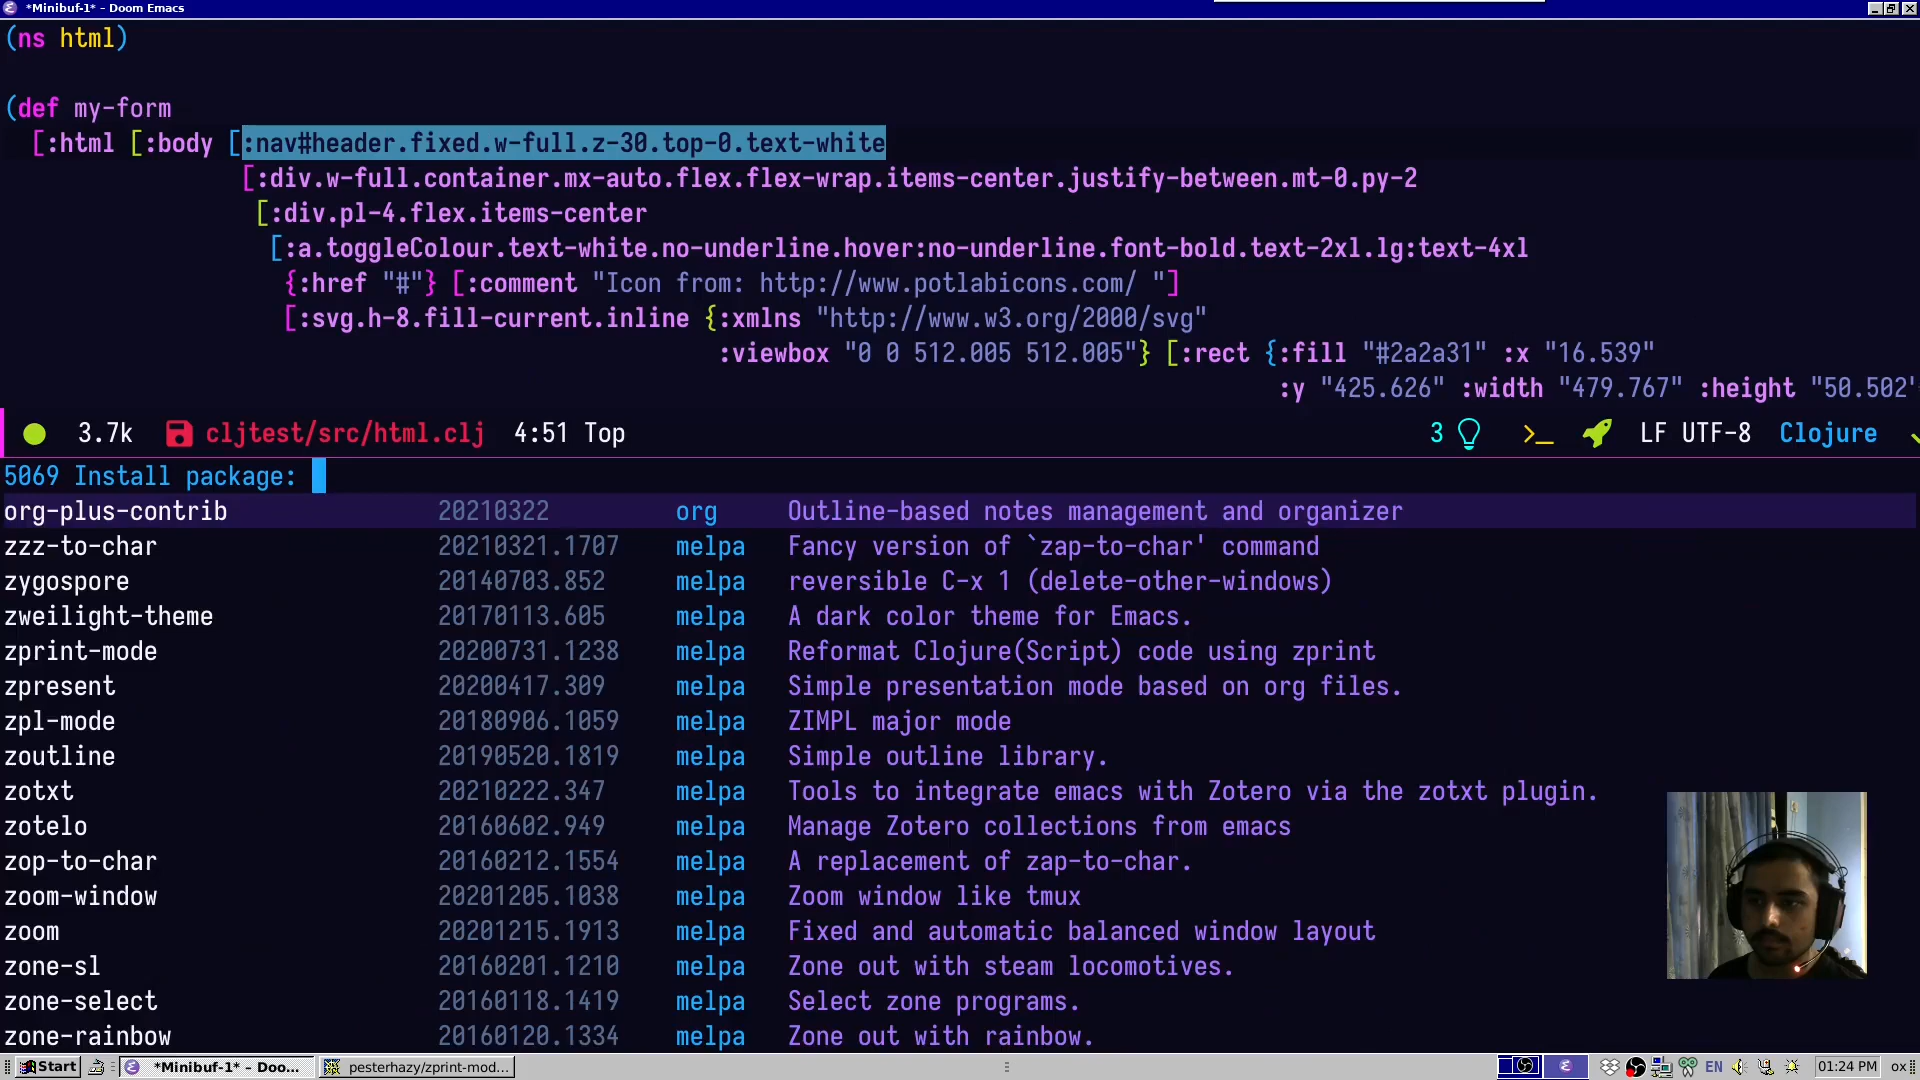 *Minibuf-1* – Doom Emacs
(ns html)
(def my-form
[:html [:body [:nav#header.fixed.w-full.z-30.top-0.text-white
[:div.w-full.container.mx-auto.flex.flex-wrap.items-center.justify-between.mt-0.py-2
[:div.pl-4.flex.items-center
[:a.toggleColour.text-white.no-underline.hover:no-underline.font-bold.text-2xl.lg:text-4xl
{:href "#"} [:comment "Icon from: http://www.potlabicons.com/ "]
[:svg.h-8.fill-current.inline {:xmlns "http://www.w3.org/2000/svg"
:viewbox "0 0 512.005 512.005"} [:rect {:fill "#2a2a31" :x "16.539"
:y "425.626" :width "479.767" :height "50.502"
3.7k cljtest/src/html.clj 4:51 Top 3 LF UTF-8 Clojure
5069 Install package:
org-plus-contrib 20210322 org Outline-based notes management and organizer
zzz-to-char 20210321.1707 melpa Fancy version of `zap-to-char' command
zygospore 20140703.852 melpa reversible C-x 1 (delete-other-windows)
zweilight-theme 20170113.605 melpa A dark color theme for Emacs.
zprint-mode 20200731.1238 melpa Reformat Clojure(Script) code using zprint
zpresent 20200417.309 melpa Simple presentation mode based on org files.
zpl-mode 20180906.1059 melpa ZIMPL major mode
zoutline 20190520.1819 melpa Simple outline library.
zotxt 20210222.347 melpa Tools to integrate emacs with Zotero via the zotxt plugin.
zotelo 20160602.949 melpa Manage Zotero collections from emacs
zop-to-char 20160212.1554 melpa A replacement of zap-to-char.
zoom-window 20201205.1038 melpa Zoom window like tmux
zoom 20201215.1913 melpa Fixed and automatic balanced window layout
zone-sl 20160201.1210 melpa Zone out with steam locomotives.
zone-select 20160118.1419 melpa Select zone programs.
zone-rainbow 20160120.1334 melpa Zone out with rainbow.
Start *Minibuf-1* – Doo... pesterhazy/zprint-mod... EN 01:24 PM ox